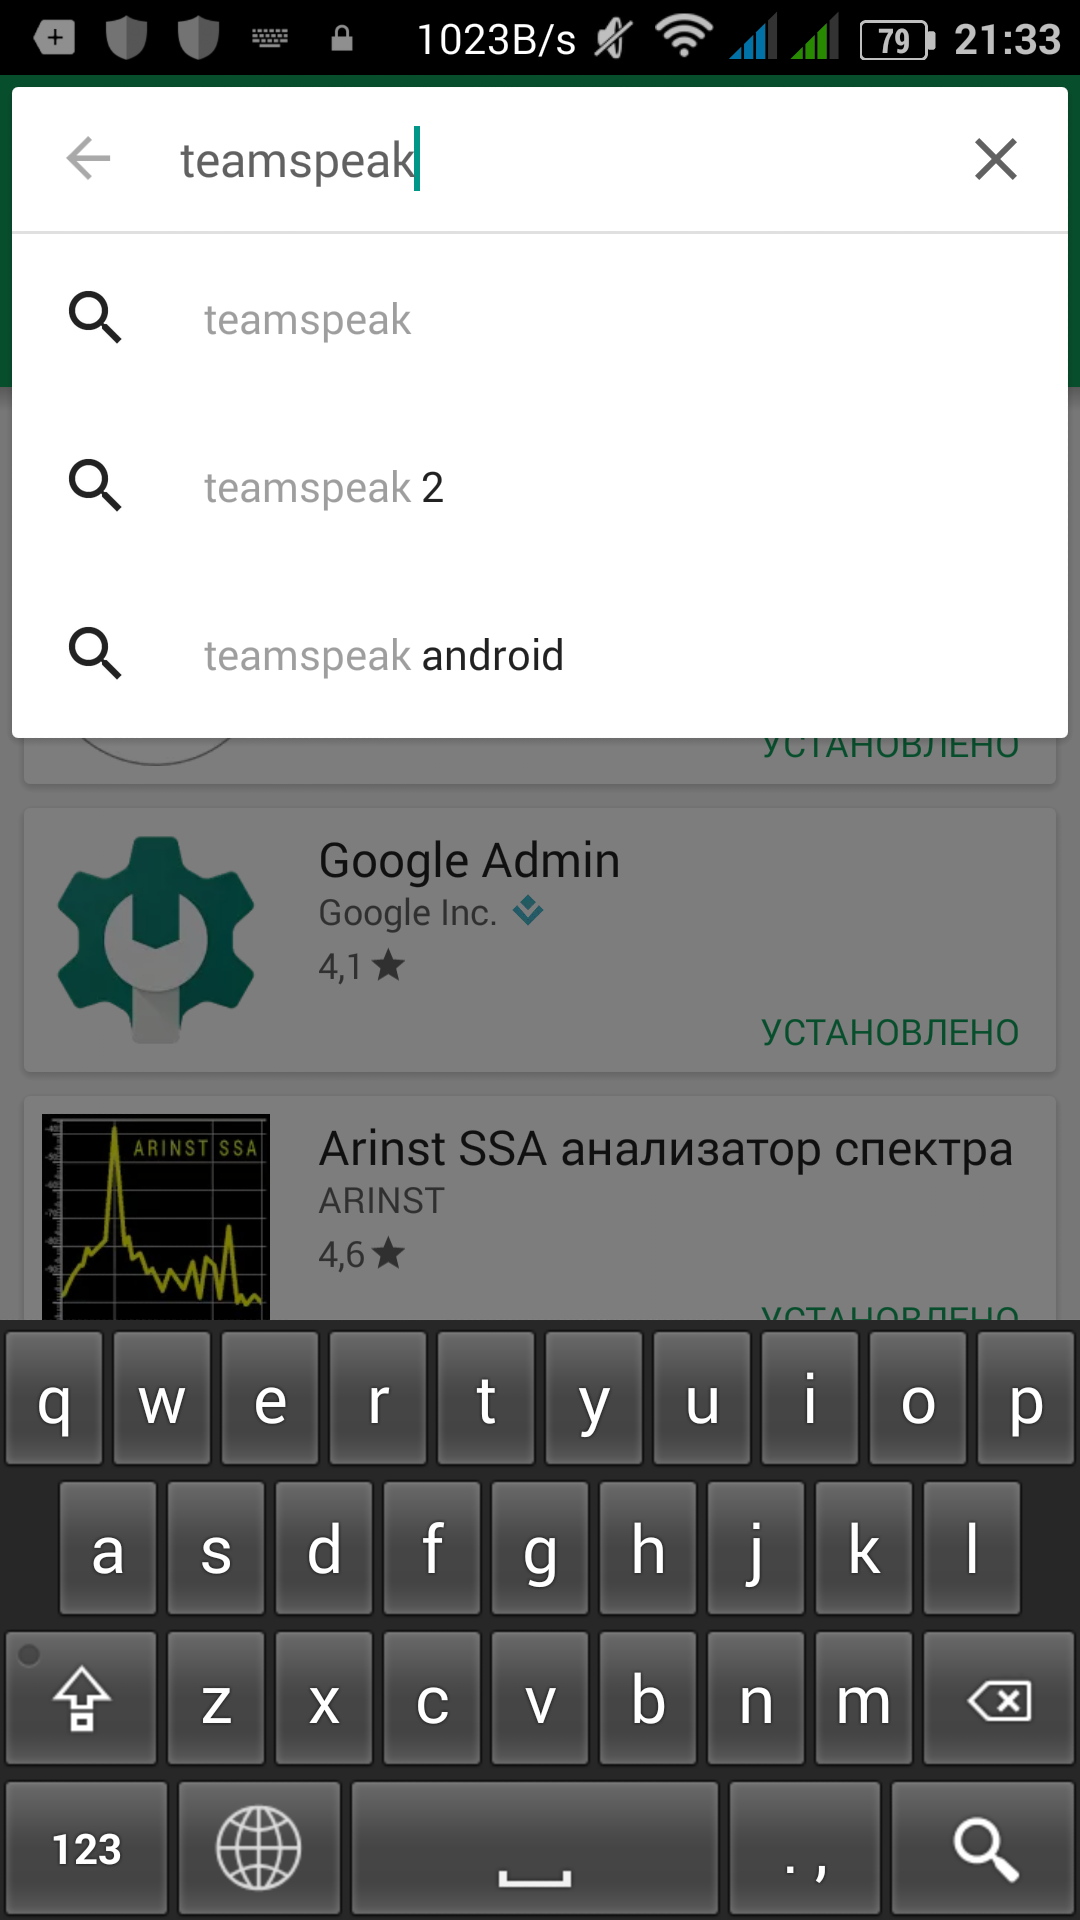 1023B/s 79 21:33
teamspeak
teamspeak
teamspeak 2
teamspeak android
УСТАНОВЛЕНО
Google Admin
Google Inc.
4,1
УСТАНОВЛЕНО
ARINST SSA
Arinst SSA анализатор спектра
ARINST
4,6
УСТАНОВЛЕНО
q w e r t y u i o p
a s d f g h j k l
z x c v b n m
123 . ,